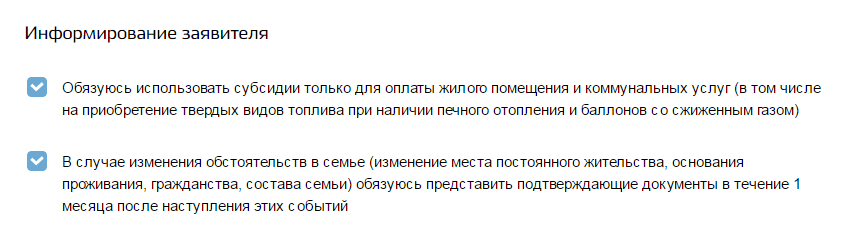 Информирование заявителя
Обязуюсь использовать субсидии только для оплаты жилого помещения и коммунальных услуг (в том числе
на приобретение твердых видов топлива при наличии печного отопления и баллонов со сжиженным газом)
В случае изменения обстоятельств в семье (изменение места постоянного жительства, основания
проживания, гражданства, состава семьи) обязуюсь представить подтверждающие документы в течение 1
месяца после наступления этих событий